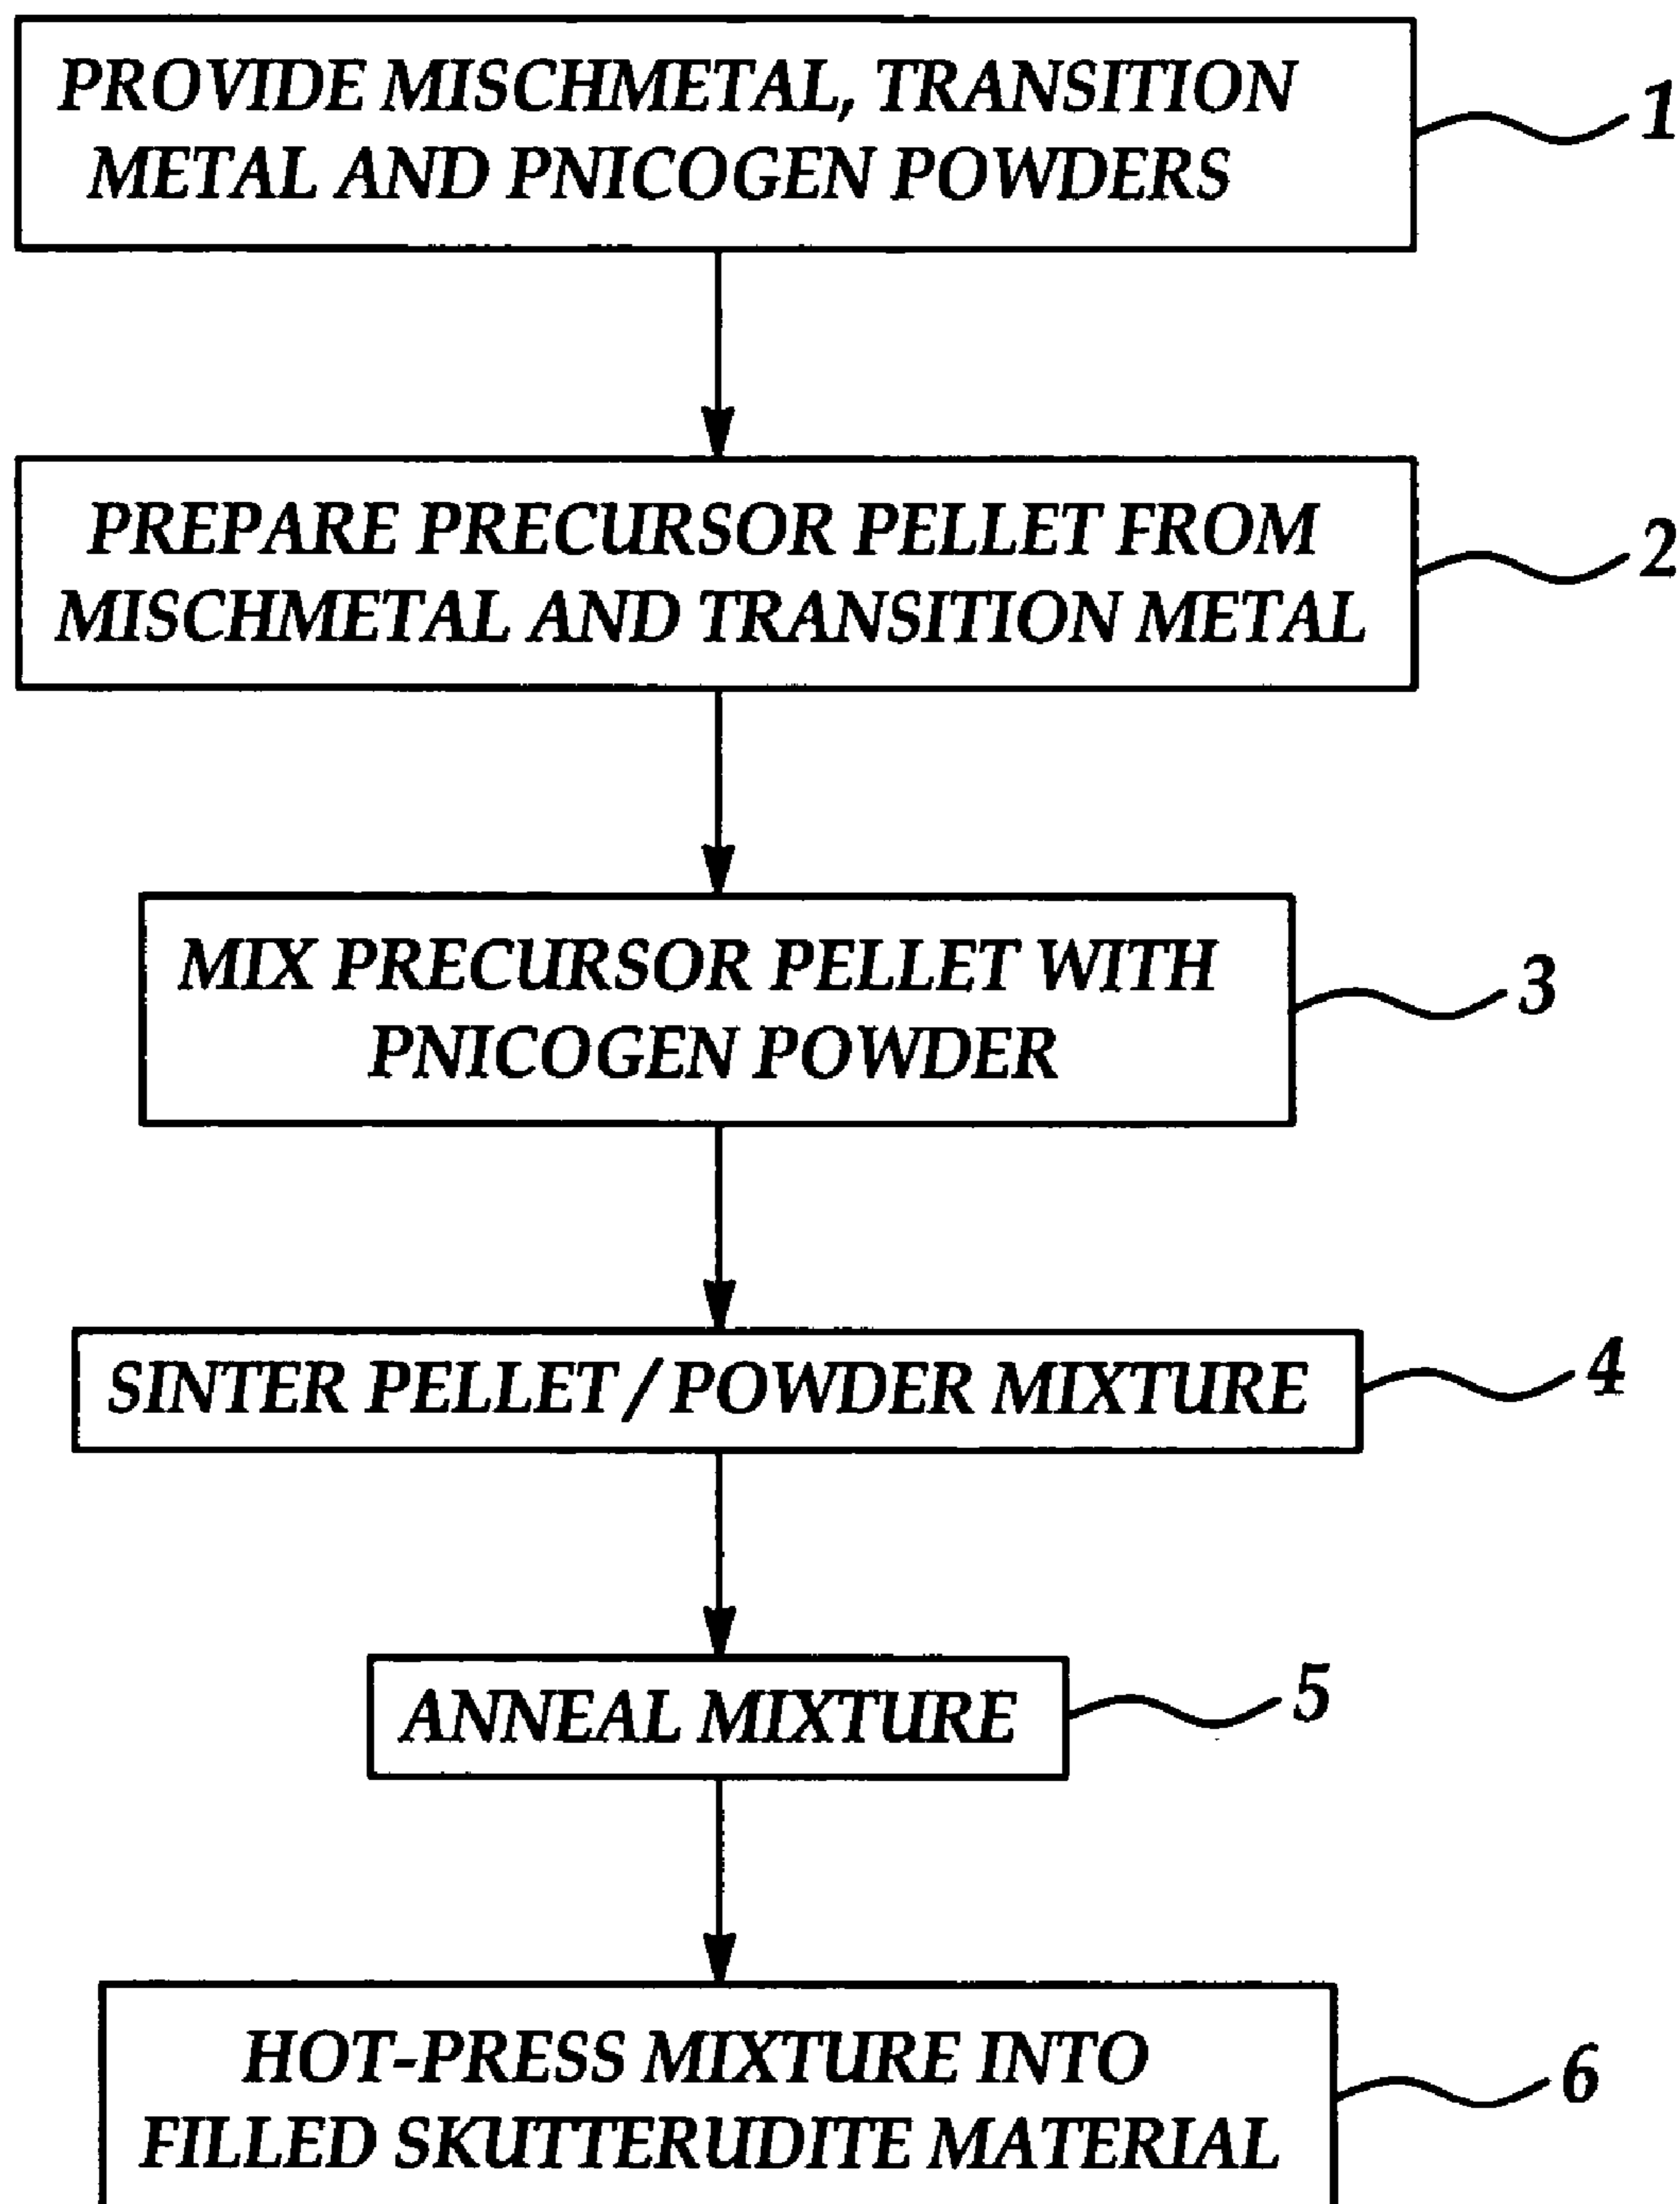 PROVIDE MISCHMETAL, TRANSITION
METAL AND PNICOGEN POWDERS
1
PREPARE PRECURSOR PELLET FROM
MISCHMETAL AND TRANSITION METAL
2
MIX PRECURSOR PELLET WITH
PNICOGEN POWDER
3
SINTER PELLET/POWDER MIXTURE
4
ANNEAL MIXTURE
5
HOT-PRESS MIXTURE INTO
FILLED SKUTTERUDITE MATERIAL
6